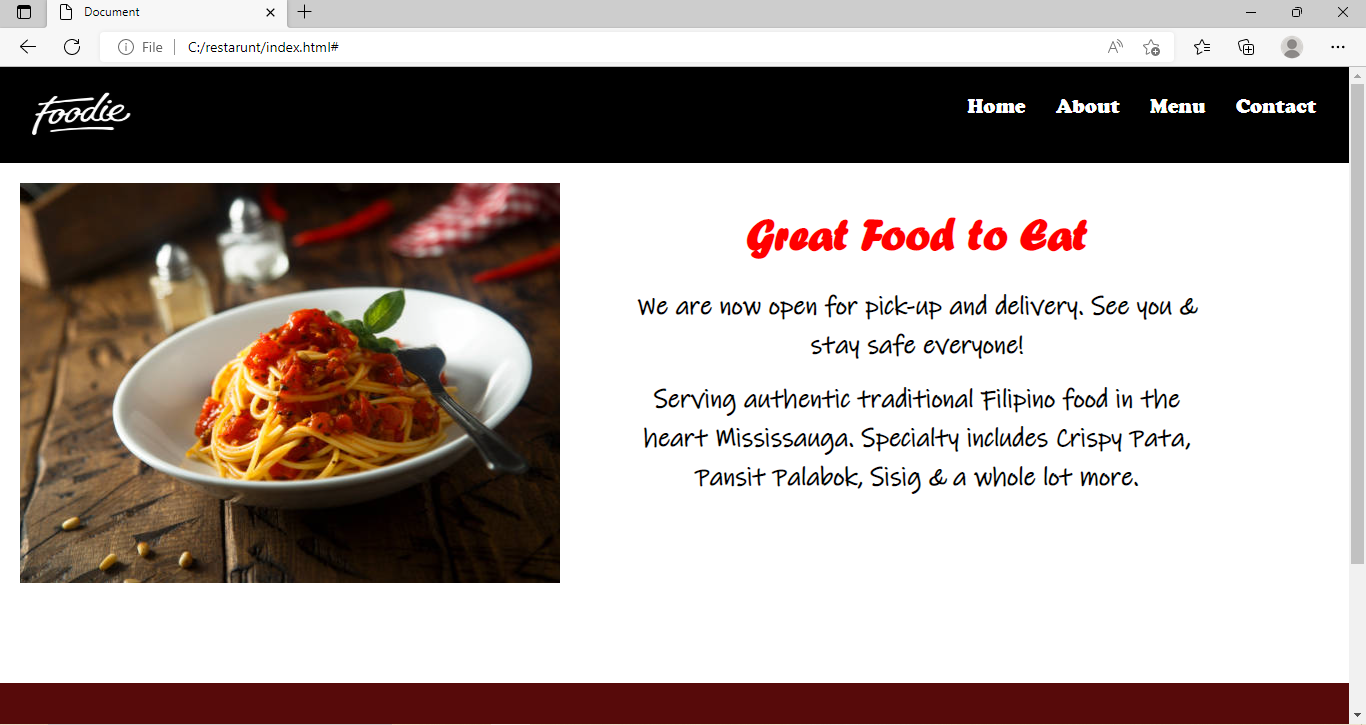 Document
File
C:/restarunt/index.html#
Foodie
Home About Menu Contact
Great Food to Eat
We are now open for pick-up and delivery. See you &
stay safe everyone!
Serving authentic traditional Filipino food in the
heart Mississauga. Specialty includes Crispy Pata,
Pansit Palabok, Sisig & a whole lot more.